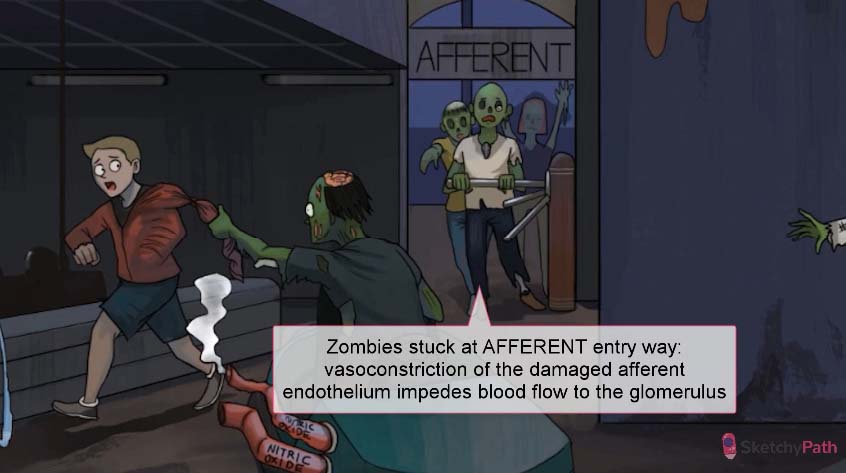 AFFERENT
Zombies stuck at AFFERENT entry way:
vasoconstriction of the damaged afferent
endothelium impedes blood flow to the glomerulus
NITRIC
OXIDE
NITRIC
OXIDE
SketchyPath